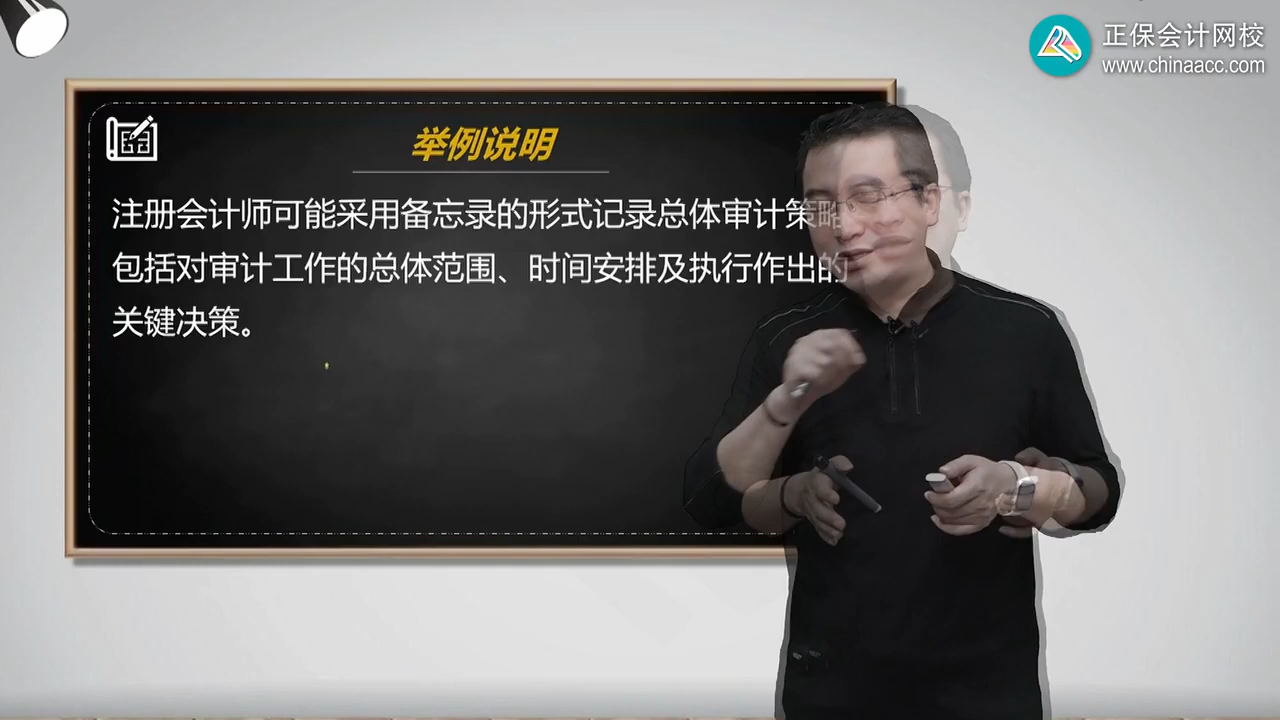 正保会计网校
www.chinaacc.com
举例说明
注册会计师可能采用备忘录的形式记录总体审计策略
包括对审计工作的总体范围、时间安排及执行作出的
关键决策。